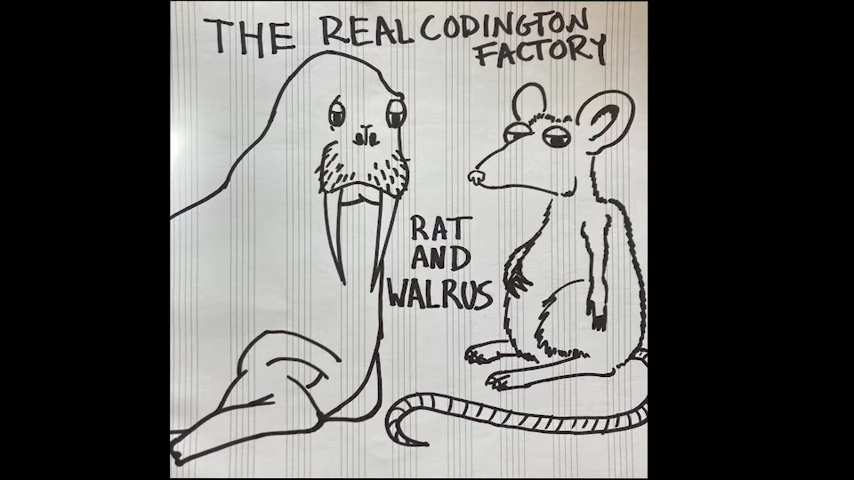 THE REAL CODINGTON
FACTORY
RAT
AND
WALRUS